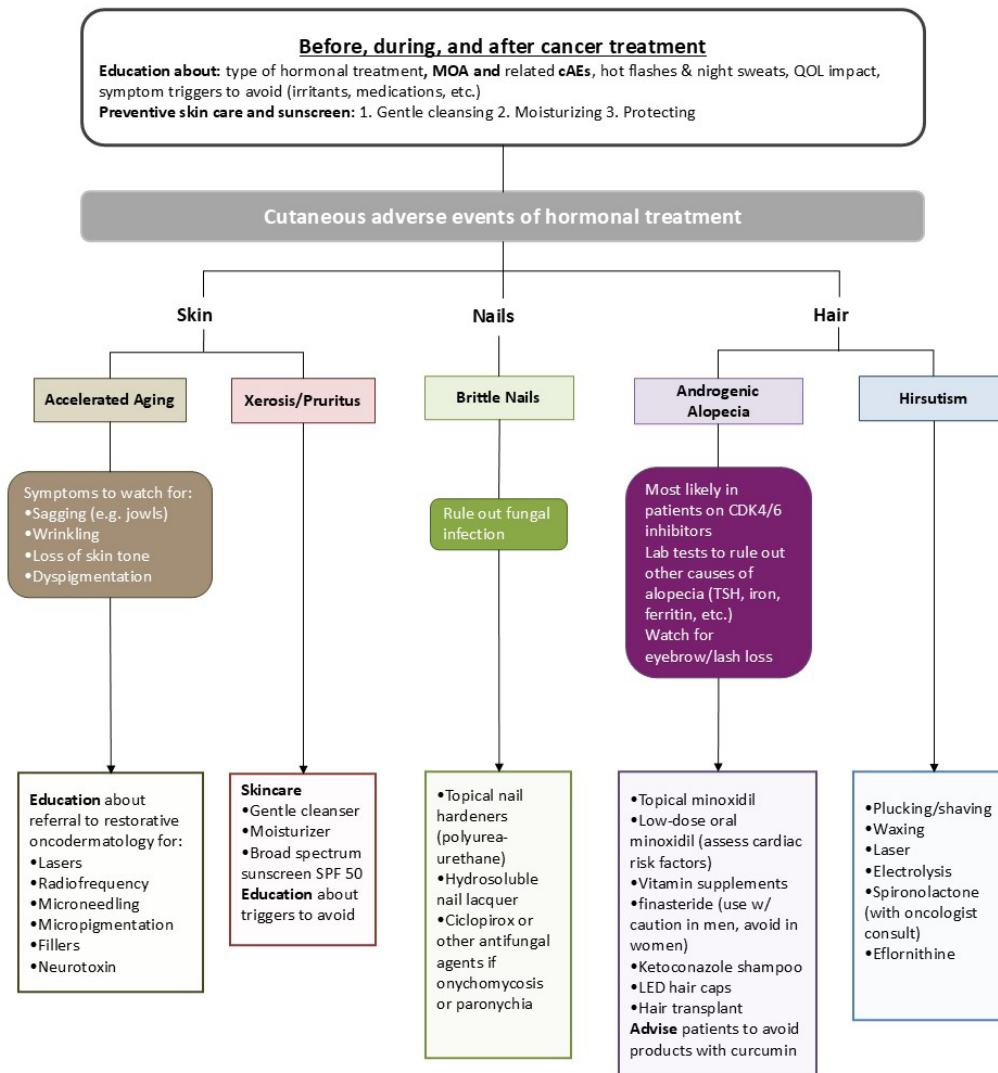 Before, during, and after cancer treatment
Education about: type of hormonal treatment, MOA and related cAEs, hot flashes & night sweats, QOL impact,
symptom triggers to avoid (irritants, medications, etc.)
Preventive skin care and sunscreen: 1. Gentle cleansing 2. Moisturizing 3. Protecting
Cutaneous adverse events of hormonal treatment
Skin
Nails
Hair
Accelerated Aging
Xerosis/Pruritus
Brittle Nails
Androgenic
Alopecia
Hirsutism
Symptoms to watch for:
•Sagging (e.g. jowls)
•Wrinkling
•Loss of skin tone
•Dyspigmentation
Rule out fungal
infection
Most likely in
patients on CDK4/6
inhibitors
Lab tests to rule out
other causes of
alopecia (TSH, iron,
ferritin, etc.)
Watch for
eyebrow/lash loss
Education about
referral to restorative
oncodermatology for:
•Lasers
•Radiofrequency
•Microneedling
•Micropigmentation
•Fillers
•Neurotoxin
Skincare
•Gentle cleanser
•Moisturizer
•Broad spectrum
sunscreen SPF 50
Education about
triggers to avoid
•Topical nail
hardeners
(polyurea-
urethane)
•Hydrosoluble
nail lacquer
•Ciclopirox or
other antifungal
agents if
onychomycosis
or paronychia
•Topical minoxidil
•Low-dose oral
minoxidil (assess cardiac
risk factors)
•Vitamin supplements
•finasteride (use w/
caution in men, avoid in
women)
•Ketoconazole shampoo
•LED hair caps
•Hair transplant
Advise patients to avoid
products with curcumin
•Plucking/shaving
•Waxing
•Laser
•Electrolysis
•Spironolactone
(with oncologist
consult)
•Eflornithine